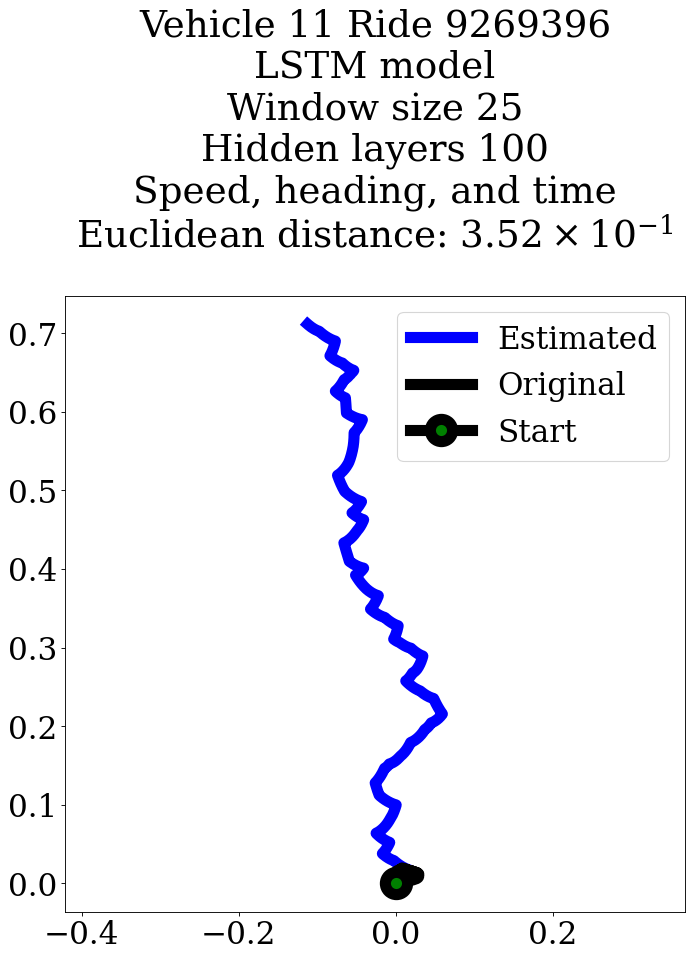 Vehicle 11 Ride 9269396
LSTM model
Window size 25
Hidden layers 100
Speed, heading, and time
Euclidean distance: 3.52 × 10⁻¹
Estimated
Original
Start
0.7
0.6
0.5
0.4
0.3
0.2
0.1
0.0
−0.4 −0.2 0.0 0.2